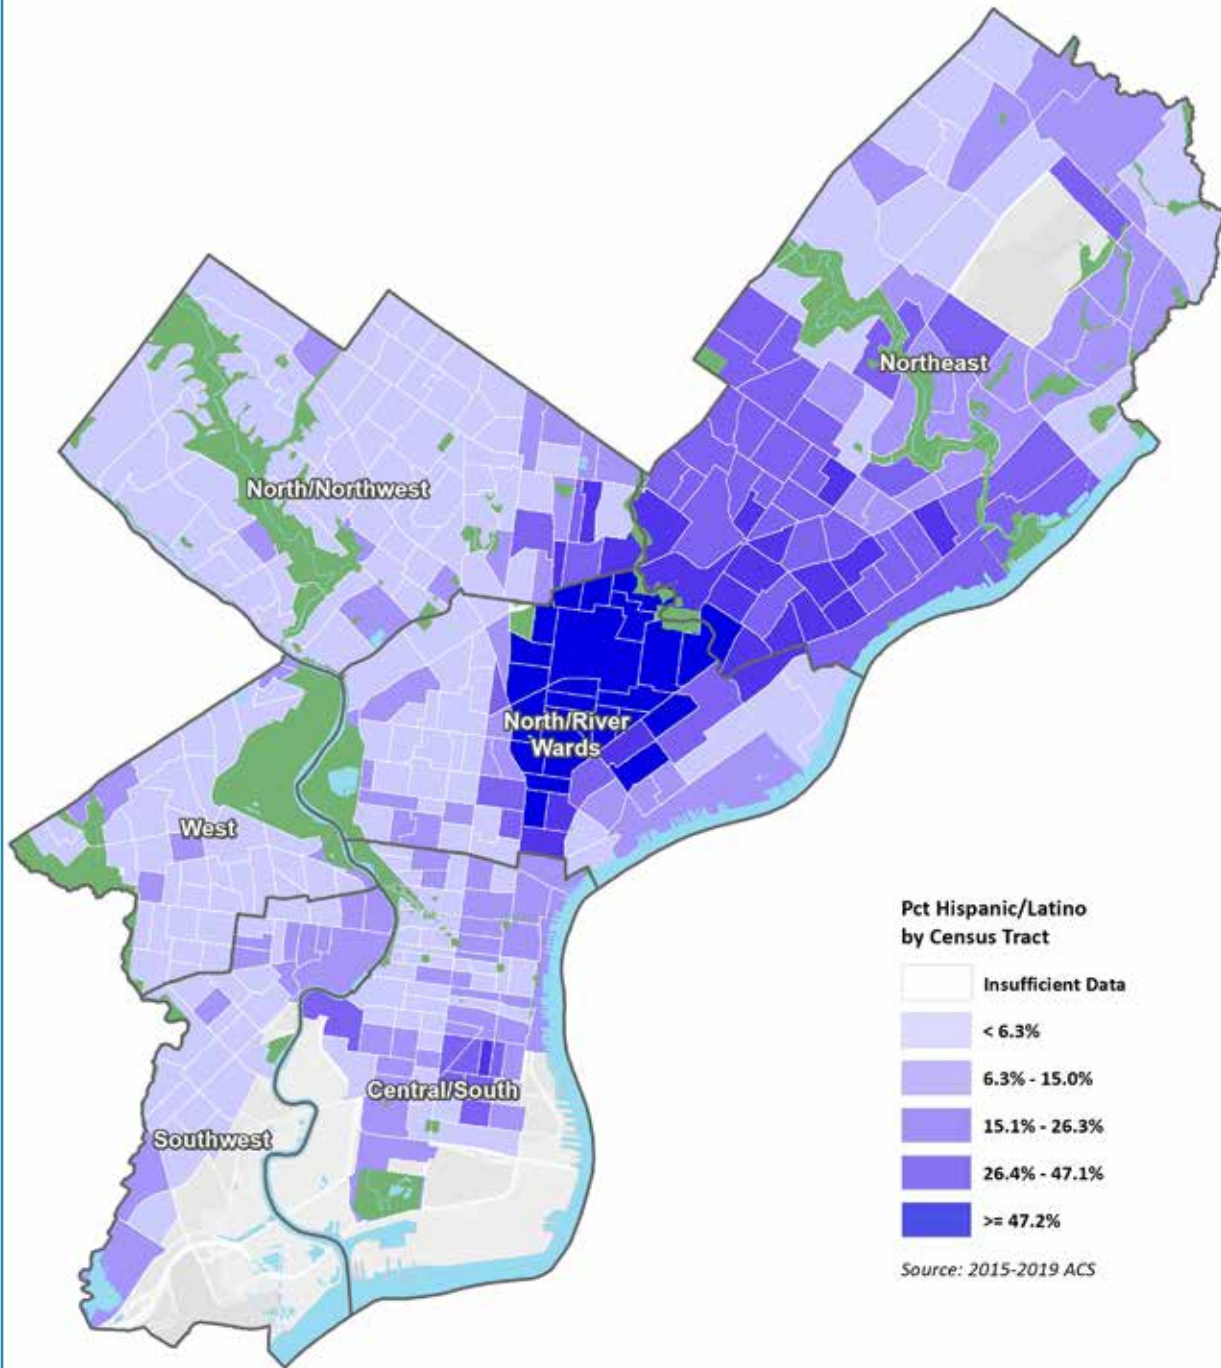 Northeast
North/Northwest
North/River
Wards
West
Central/South
Southwest
Pct Hispanic/Latino
by Census Tract
Insufficient Data
< 6.3%
6.3% - 15.0%
15.1% - 26.3%
26.4% - 47.1%
>= 47.2%
Source: 2015-2019 ACS